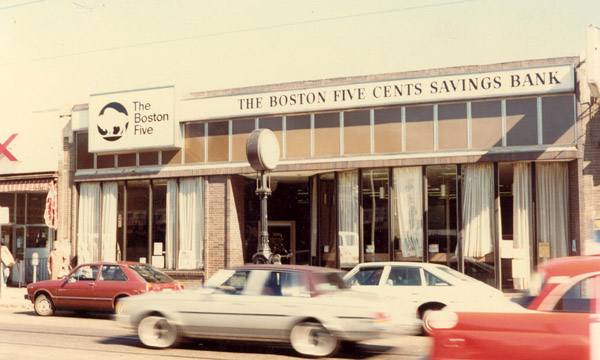 The
Boston
Five
THE BOSTON FIVE CENTS SAVINGS BANK